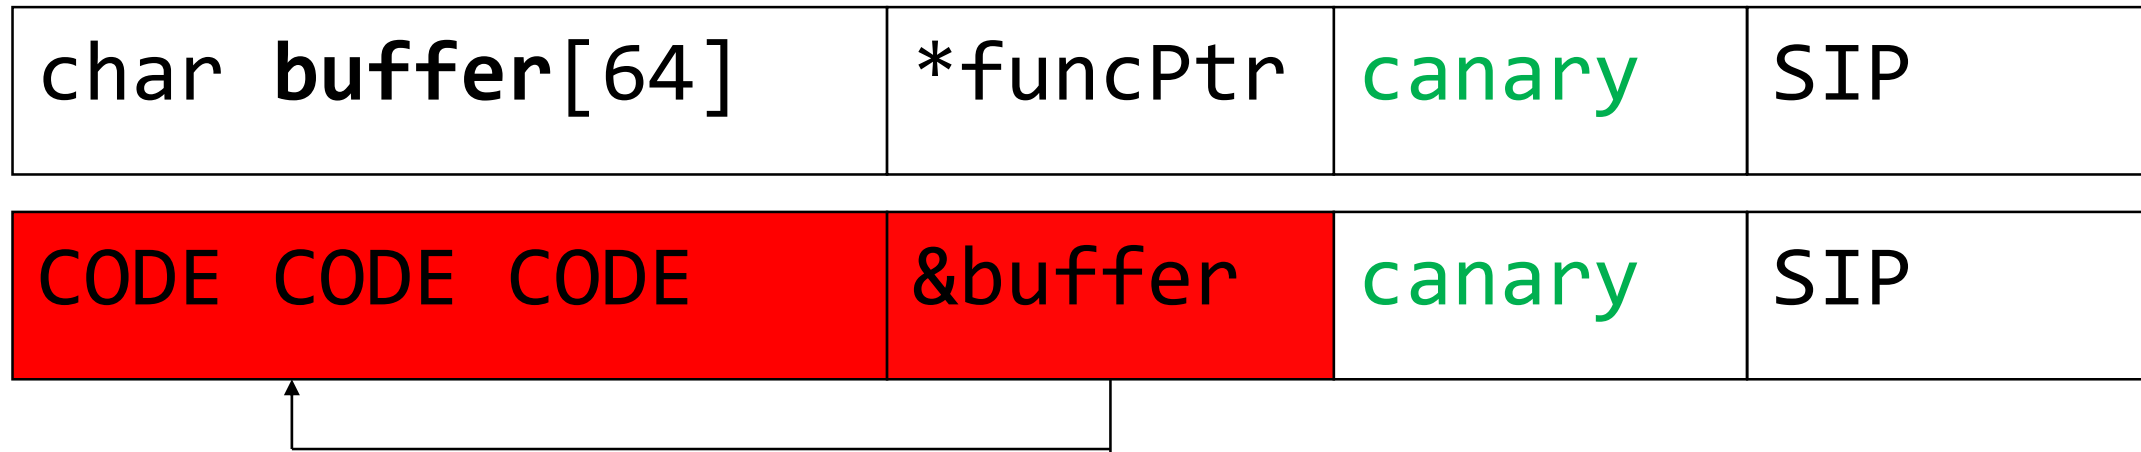 char buffer[64] *funcPtr canary SIP
CODE CODE CODE &buffer canary SIP